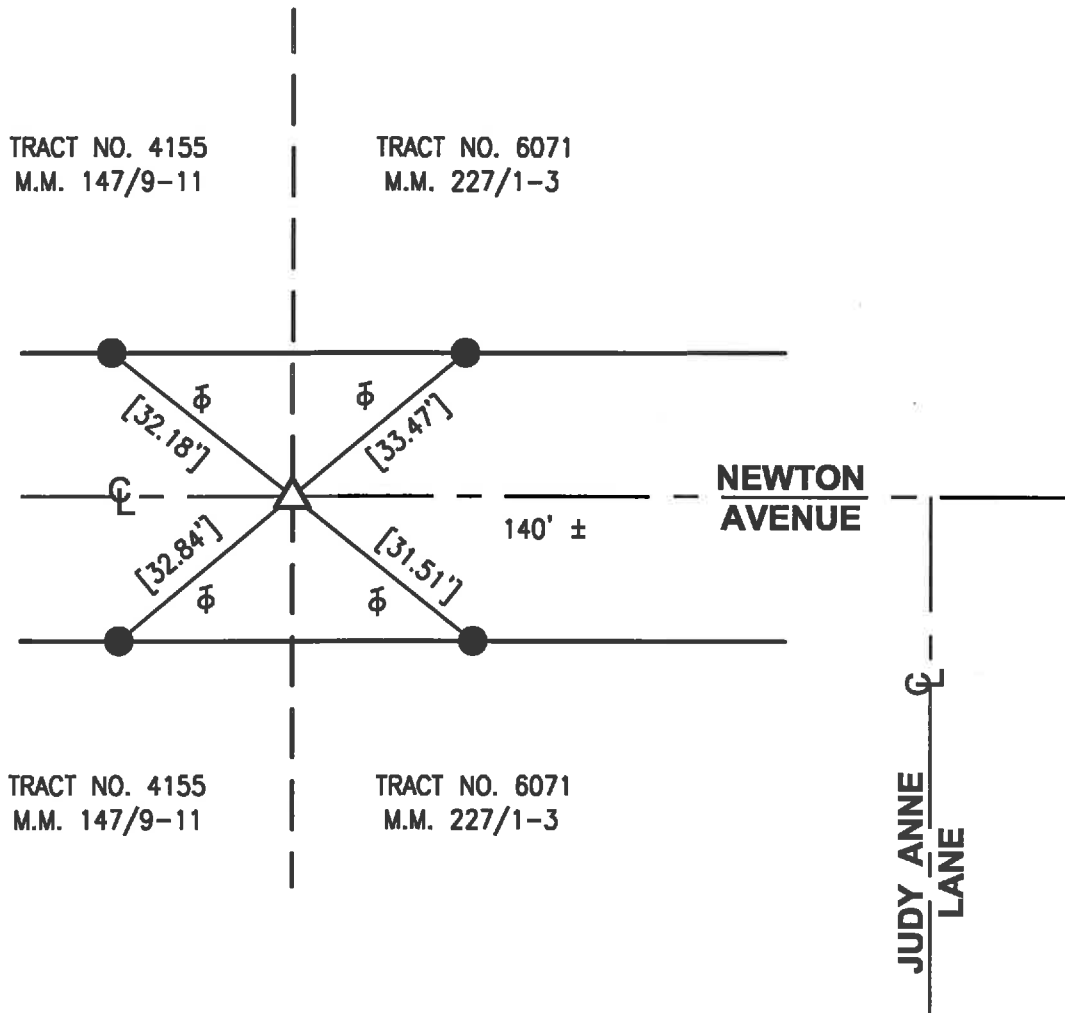 TRACT NO. 4155
M.M. 147/9-11
TRACT NO. 6071
M.M. 227/1-3
[32.18']
[33.47']
℄
NEWTON
AVENUE
140' ±
[32.84']
[31.51']
℄
TRACT NO. 4155
M.M. 147/9-11
TRACT NO. 6071
M.M. 227/1-3
JUDY ANNE
LANE